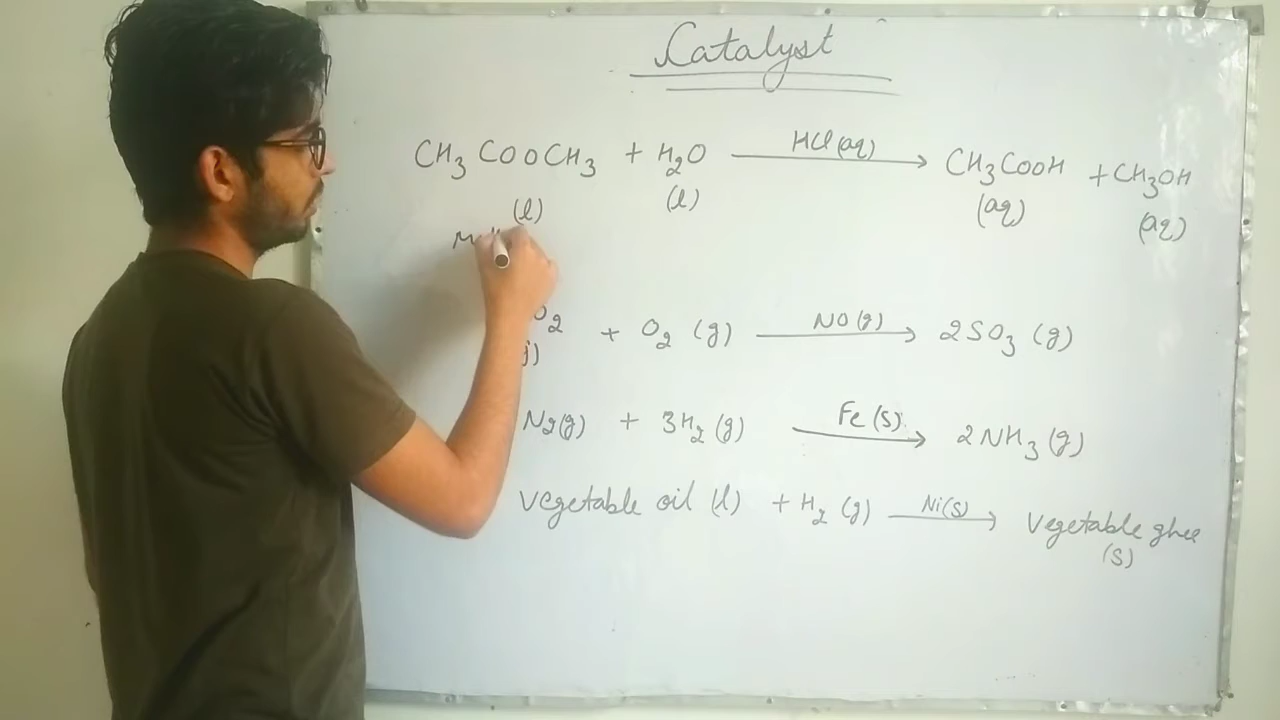 Catalyst
CH₃COOCH₃ + H₂O —HCl(aq)→ CH₃COOH + CH₃OH
(l) (l) (aq) (aq)
O₂ + O₂ (g) —NO(g)→ 2SO₃ (g)
N₂(g) + 3H₂ (g) —Fe(s)→ 2NH₃ (g)
vegetable oil (l) + H₂ (g) —Ni(s)→ vegetable ghee
(s)